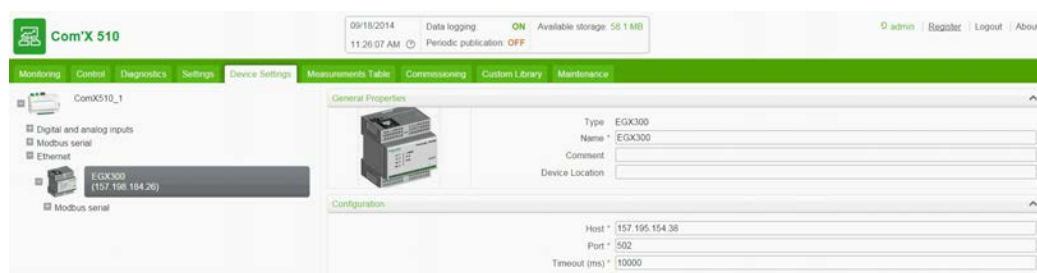 Com'X 510
09/18/2014
11:26:07 AM
Data logging: ON Available storage: 58.1 MB
Periodic publication: OFF
admin Register Logout About
Monitoring Control Diagnostics Settings Device Settings Measurements Table Commissioning Custom Library Maintenance
ComX510_1
Digital and analog inputs
Modbus serial
Ethernet
EGX300
(157.198.184.26)
Modbus serial
General Properties
Type EGX300
Name * EGX300
Comment
Device Location
Configuration
Host * 157.195.154.38
Port * 502
Timeout (ms) * 10000